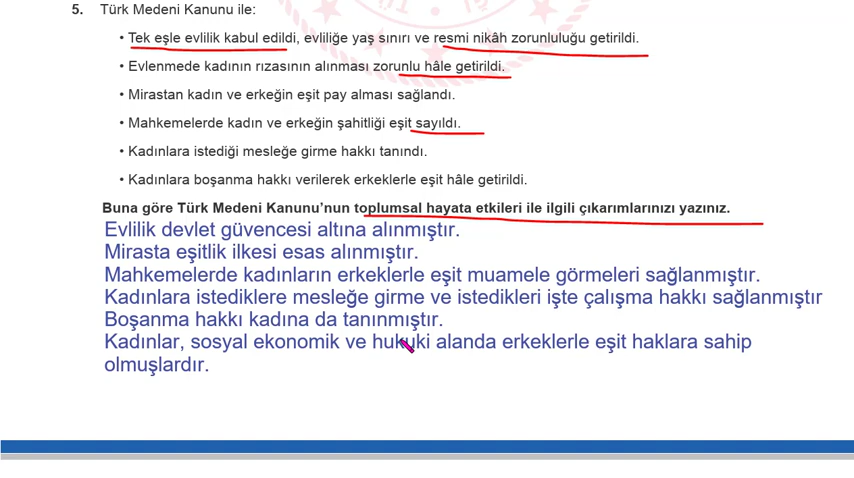 5. Türk Medeni Kanunu ile:
• Tek eşle evlilik kabul edildi, evliliğe yaş sınırı ve resmi nikâh zorunluluğu getirildi.
• Evlenmede kadının rızasının alınması zorunlu hâle getirildi.
• Mirastan kadın ve erkeğin eşit pay alması sağlandı.
• Mahkemelerde kadın ve erkeğin şahitliği eşit sayıldı.
• Kadınlara istediği mesleğe girme hakkı tanındı.
• Kadınlara boşanma hakkı verilerek erkeklerle eşit hâle getirildi.
Buna göre Türk Medeni Kanunu’nun toplumsal hayata etkileri ile ilgili çıkarımlarınızı yazınız.
Evlilik devlet güvencesi altına alınmıştır.
Mirasta eşitlik ilkesi esas alınmıştır.
Mahkemelerde kadınların erkeklerle eşit muamele görmeleri sağlanmıştır.
Kadınlara istediklere mesleğe girme ve istedikleri işte çalışma hakkı sağlanmıştır
Boşanma hakkı kadına da tanınmıştır.
Kadınlar, sosyal ekonomik ve hukuki alanda erkeklerle eşit haklara sahip
olmuşlardır.